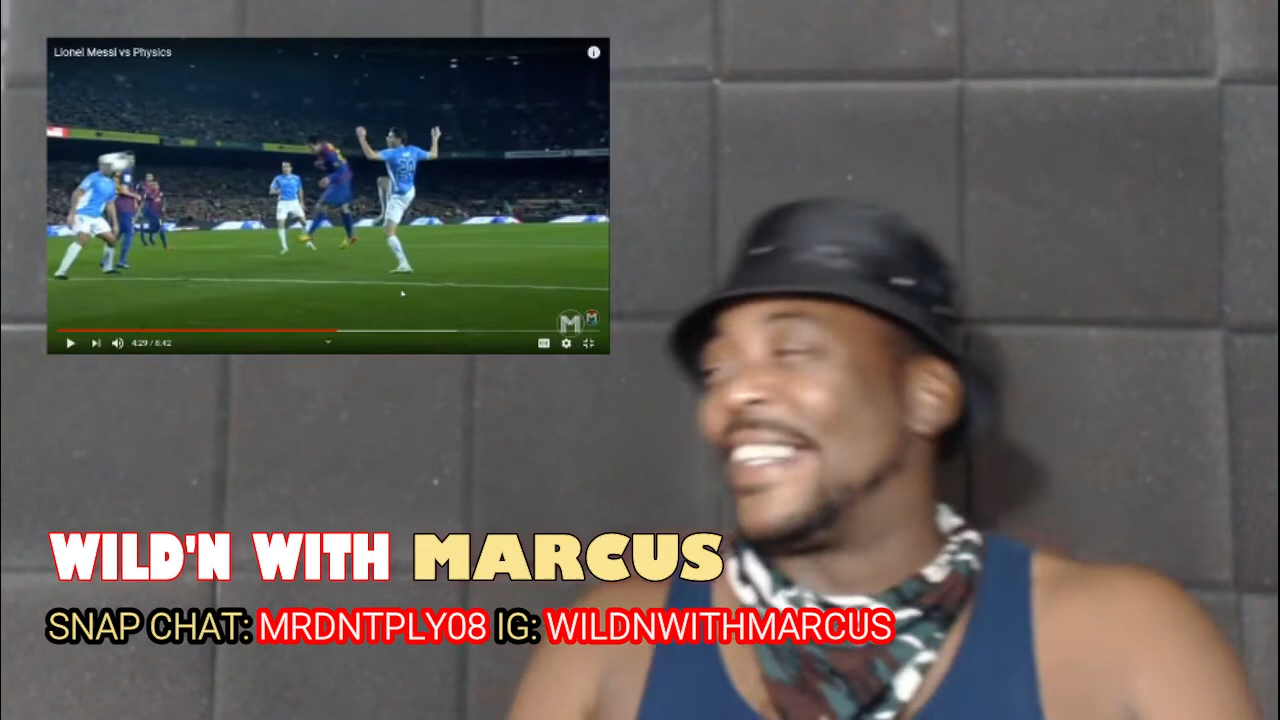 Lionel Messi vs Physics
M M
4:29 / 8:42
WILD'N WITH MARCUS
SNAP CHAT: MRDNTPLY08 IG: WILDNWITHMARCUS